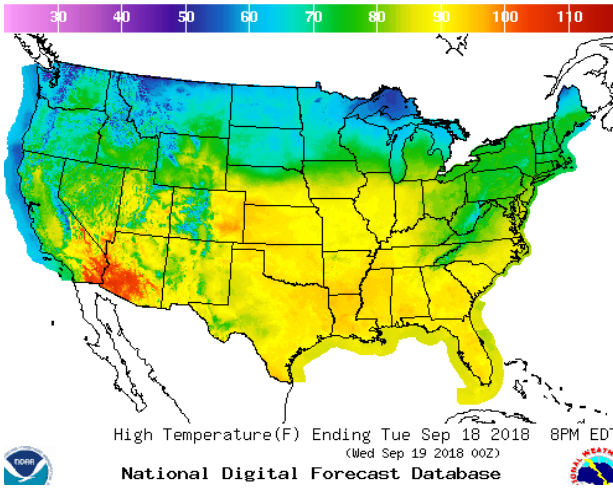 30 40 50 60 70 80 90 100 110
High Temperature(F) Ending Tue Sep 18 2018 8PM EDT
(Wed Sep 19 2018 00Z)
National Digital Forecast Database
NOAA